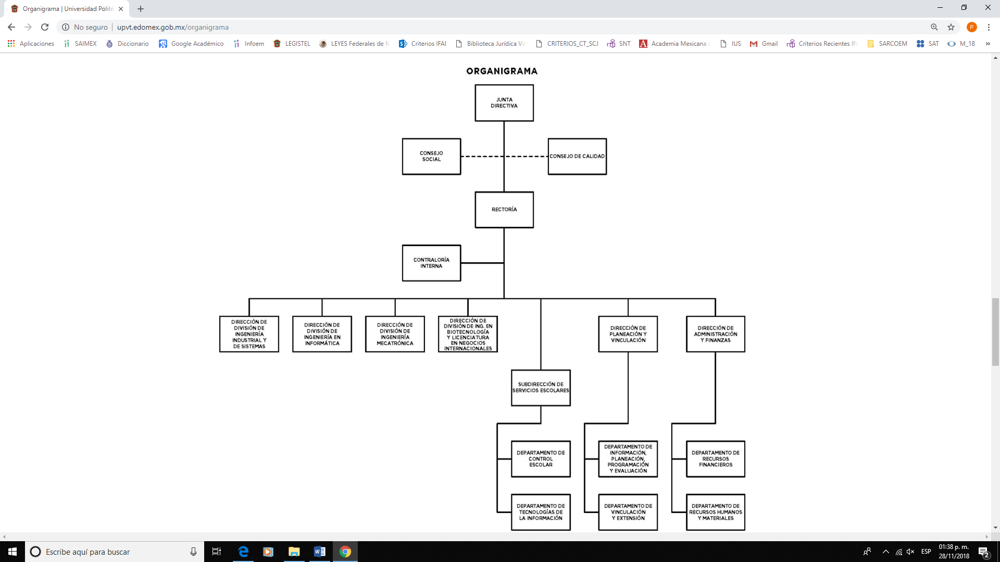 Organigrama | Universidad Polité
No seguro
upvt.edomex.gob.mx/organigrama
P
Aplicaciones
SAIMEX
Diccionario
Google Académico
Infoem
LEGISTEL
LEYES Federales de M
Criterios IFAI
Biblioteca Jurídica Vir
CRITERIOS_CT_SCJ
SNT
Academia Mexicana
IUS
Gmail
Criterios Recientes IN
SARCOEM
SAT
M_18
»
ORGANIGRAMA
JUNTA
DIRECTIVA
CONSEJO
SOCIAL
CONSEJO DE CALIDAD
RECTORÍA
CONTRALORÍA
INTERNA
DIRECCIÓN DE
DIVISIÓN DE
INGENIERÍA
INDUSTRIAL Y
DE SISTEMAS
DIRECCIÓN DE
DIVISIÓN DE
INGENIERÍA EN
INFORMÁTICA
DIRECCIÓN DE
DIVISIÓN DE
INGENIERÍA
MECATRÓNICA
DIRECCIÓN DE
DIVISIÓN DE ING. EN
BIOTECNOLOGÍA
Y LICENCIATURA
EN NEGOCIOS
INTERNACIONALES
DIRECCIÓN DE
PLANEACIÓN Y
VINCULACIÓN
DIRECCIÓN DE
ADMINISTRACIÓN
Y FINANZAS
SUBDIRECCIÓN DE
SERVICIOS ESCOLARES
DEPARTAMENTO DE
CONTROL
ESCOLAR
DEPARTAMENTO DE
INFORMACIÓN,
PLANEACIÓN,
PROGRAMACIÓN
Y EVALUACIÓN
DEPARTAMENTO DE
RECURSOS
FINANCIEROS
DEPARTAMENTO DE
TECNOLOGÍAS DE
LA INFORMACIÓN
DEPARTAMENTO DE
VINCULACIÓN
Y EXTENSIÓN
DEPARTAMENTO DE
RECURSOS HUMANOS
Y MATERIALES
Escribe aquí para buscar
ESP
01:38 p. m.
28/11/2018
2